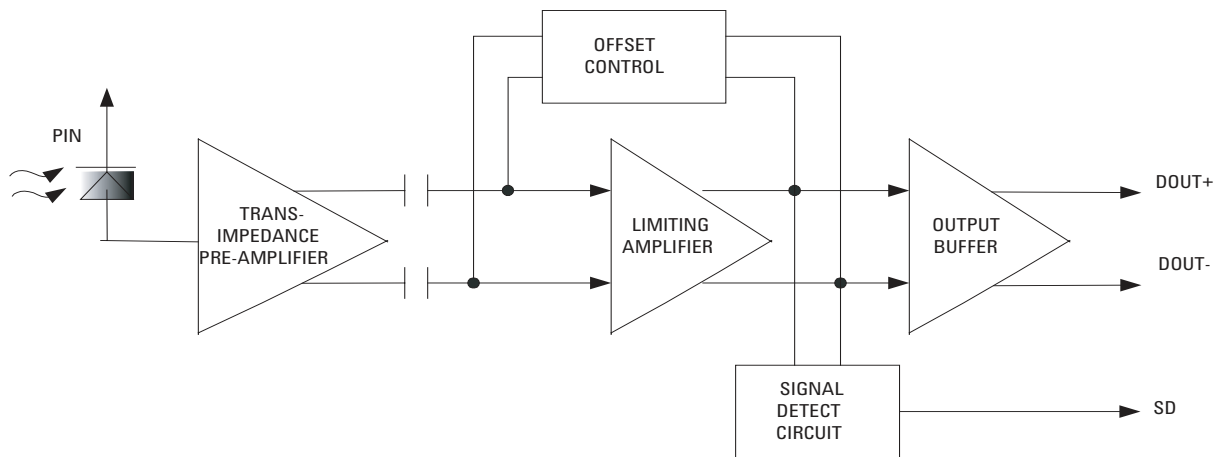 OFFSET
CONTROL
PIN
TRANS-
IMPEDANCE
PRE-AMPLIFIER
LIMITING
AMPLIFIER
OUTPUT
BUFFER
DOUT+
DOUT-
SIGNAL
DETECT
CIRCUIT
SD